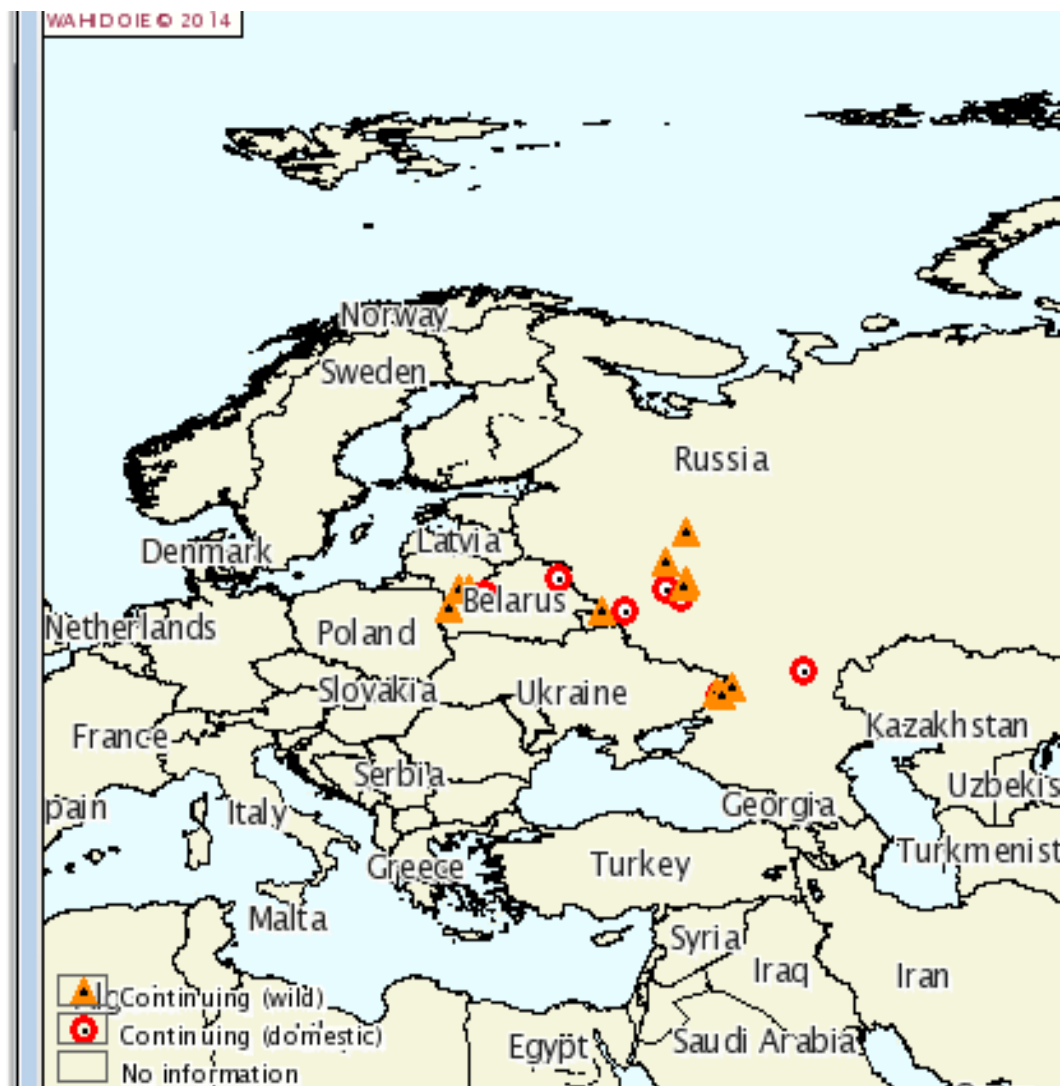 WAHID OIE © 2014
Norway
Sweden
Russia
Denmark
Latvia
Belarus
Netherlands
Poland
Slovakia
Ukraine
France
Kazakhstan
Serbia
Uzbekis
pain
Italy
Georgia
Greece
Turkey
Turkmenist
Malta
Syria
Iraq
Iran
Continuing (wild)
Continuing (domestic)
Egypt
Saudi Arabia
No information